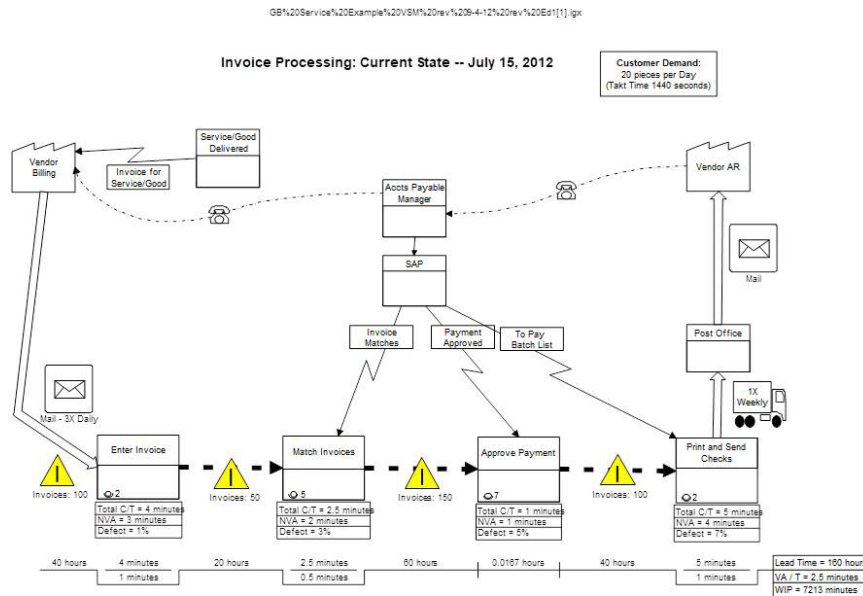 GB%20Service%20Example%20VSM%20rev%209-4-12%20rev%20Ed1[1].igx
Invoice Processing: Current State -- July 15, 2012
Customer Demand:
20 pieces per Day
(Takt Time 1440 seconds)
Service/Good
Delivered
Vendor
Billing
Invoice for
Service/Good
Accts Payable
Manager
Vendor AR
SAP
Mail
Invoice
Matches
Payment
Approved
To Pay
Batch List
Post Office
1X
Weekly
Mail - 3X Daily
Enter Invoice
Match Invoices
Approve Payment
Print and Send
Checks
2
5
7
2
Invoices: 100
Invoices: 50
Invoices: 150
Invoices: 100
Total C/T = 4 minutes
NVA = 3 minutes
Defect = 1%
Total C/T = 2.5 minutes
NVA = 2 minutes
Defect = 3%
Total C/T = 1 minutes
NVA = 1 minutes
Defect = 5%
Total C/T = 5 minutes
NVA = 4 minutes
Defect = 7%
40 hours
4 minutes
1 minutes
20 hours
2.5 minutes
0.5 minutes
60 hours
0.0167 hours
40 hours
5 minutes
1 minutes
Lead Time = 160 hour
VA / T = 2.5 minutes
WIP = 7213 minutes